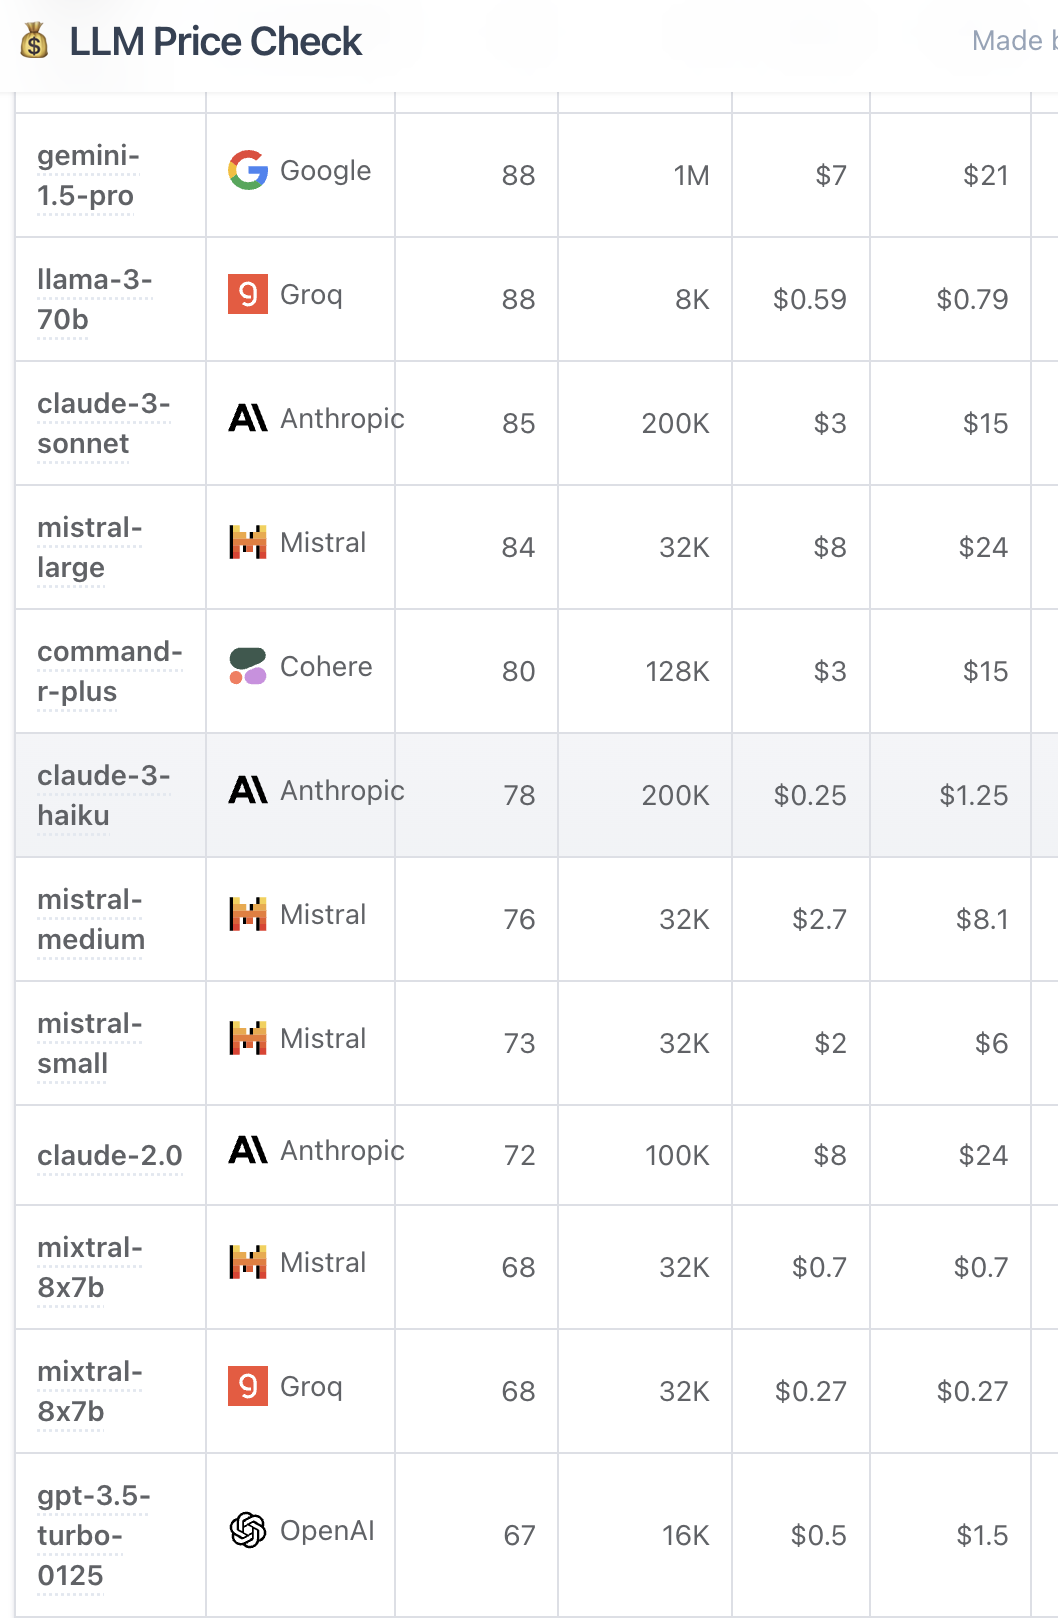 LLM Price Check
Made
gemini-
1.5-pro
Google
88
1M
$7
$21
llama-3-
70b
Groq
88
8K
$0.59
$0.79
claude-3-
sonnet
Anthropic
85
200K
$3
$15
mistral-
large
Mistral
84
32K
$8
$24
command-
r-plus
Cohere
80
128K
$3
$15
claude-3-
haiku
Anthropic
78
200K
$0.25
$1.25
mistral-
medium
Mistral
76
32K
$2.7
$8.1
mistral-
small
Mistral
73
32K
$2
$6
claude-2.0
Anthropic
72
100K
$8
$24
mixtral-
8x7b
Mistral
68
32K
$0.7
$0.7
mixtral-
8x7b
Groq
68
32K
$0.27
$0.27
gpt-3.5-
turbo-
0125
OpenAI
67
16K
$0.5
$1.5